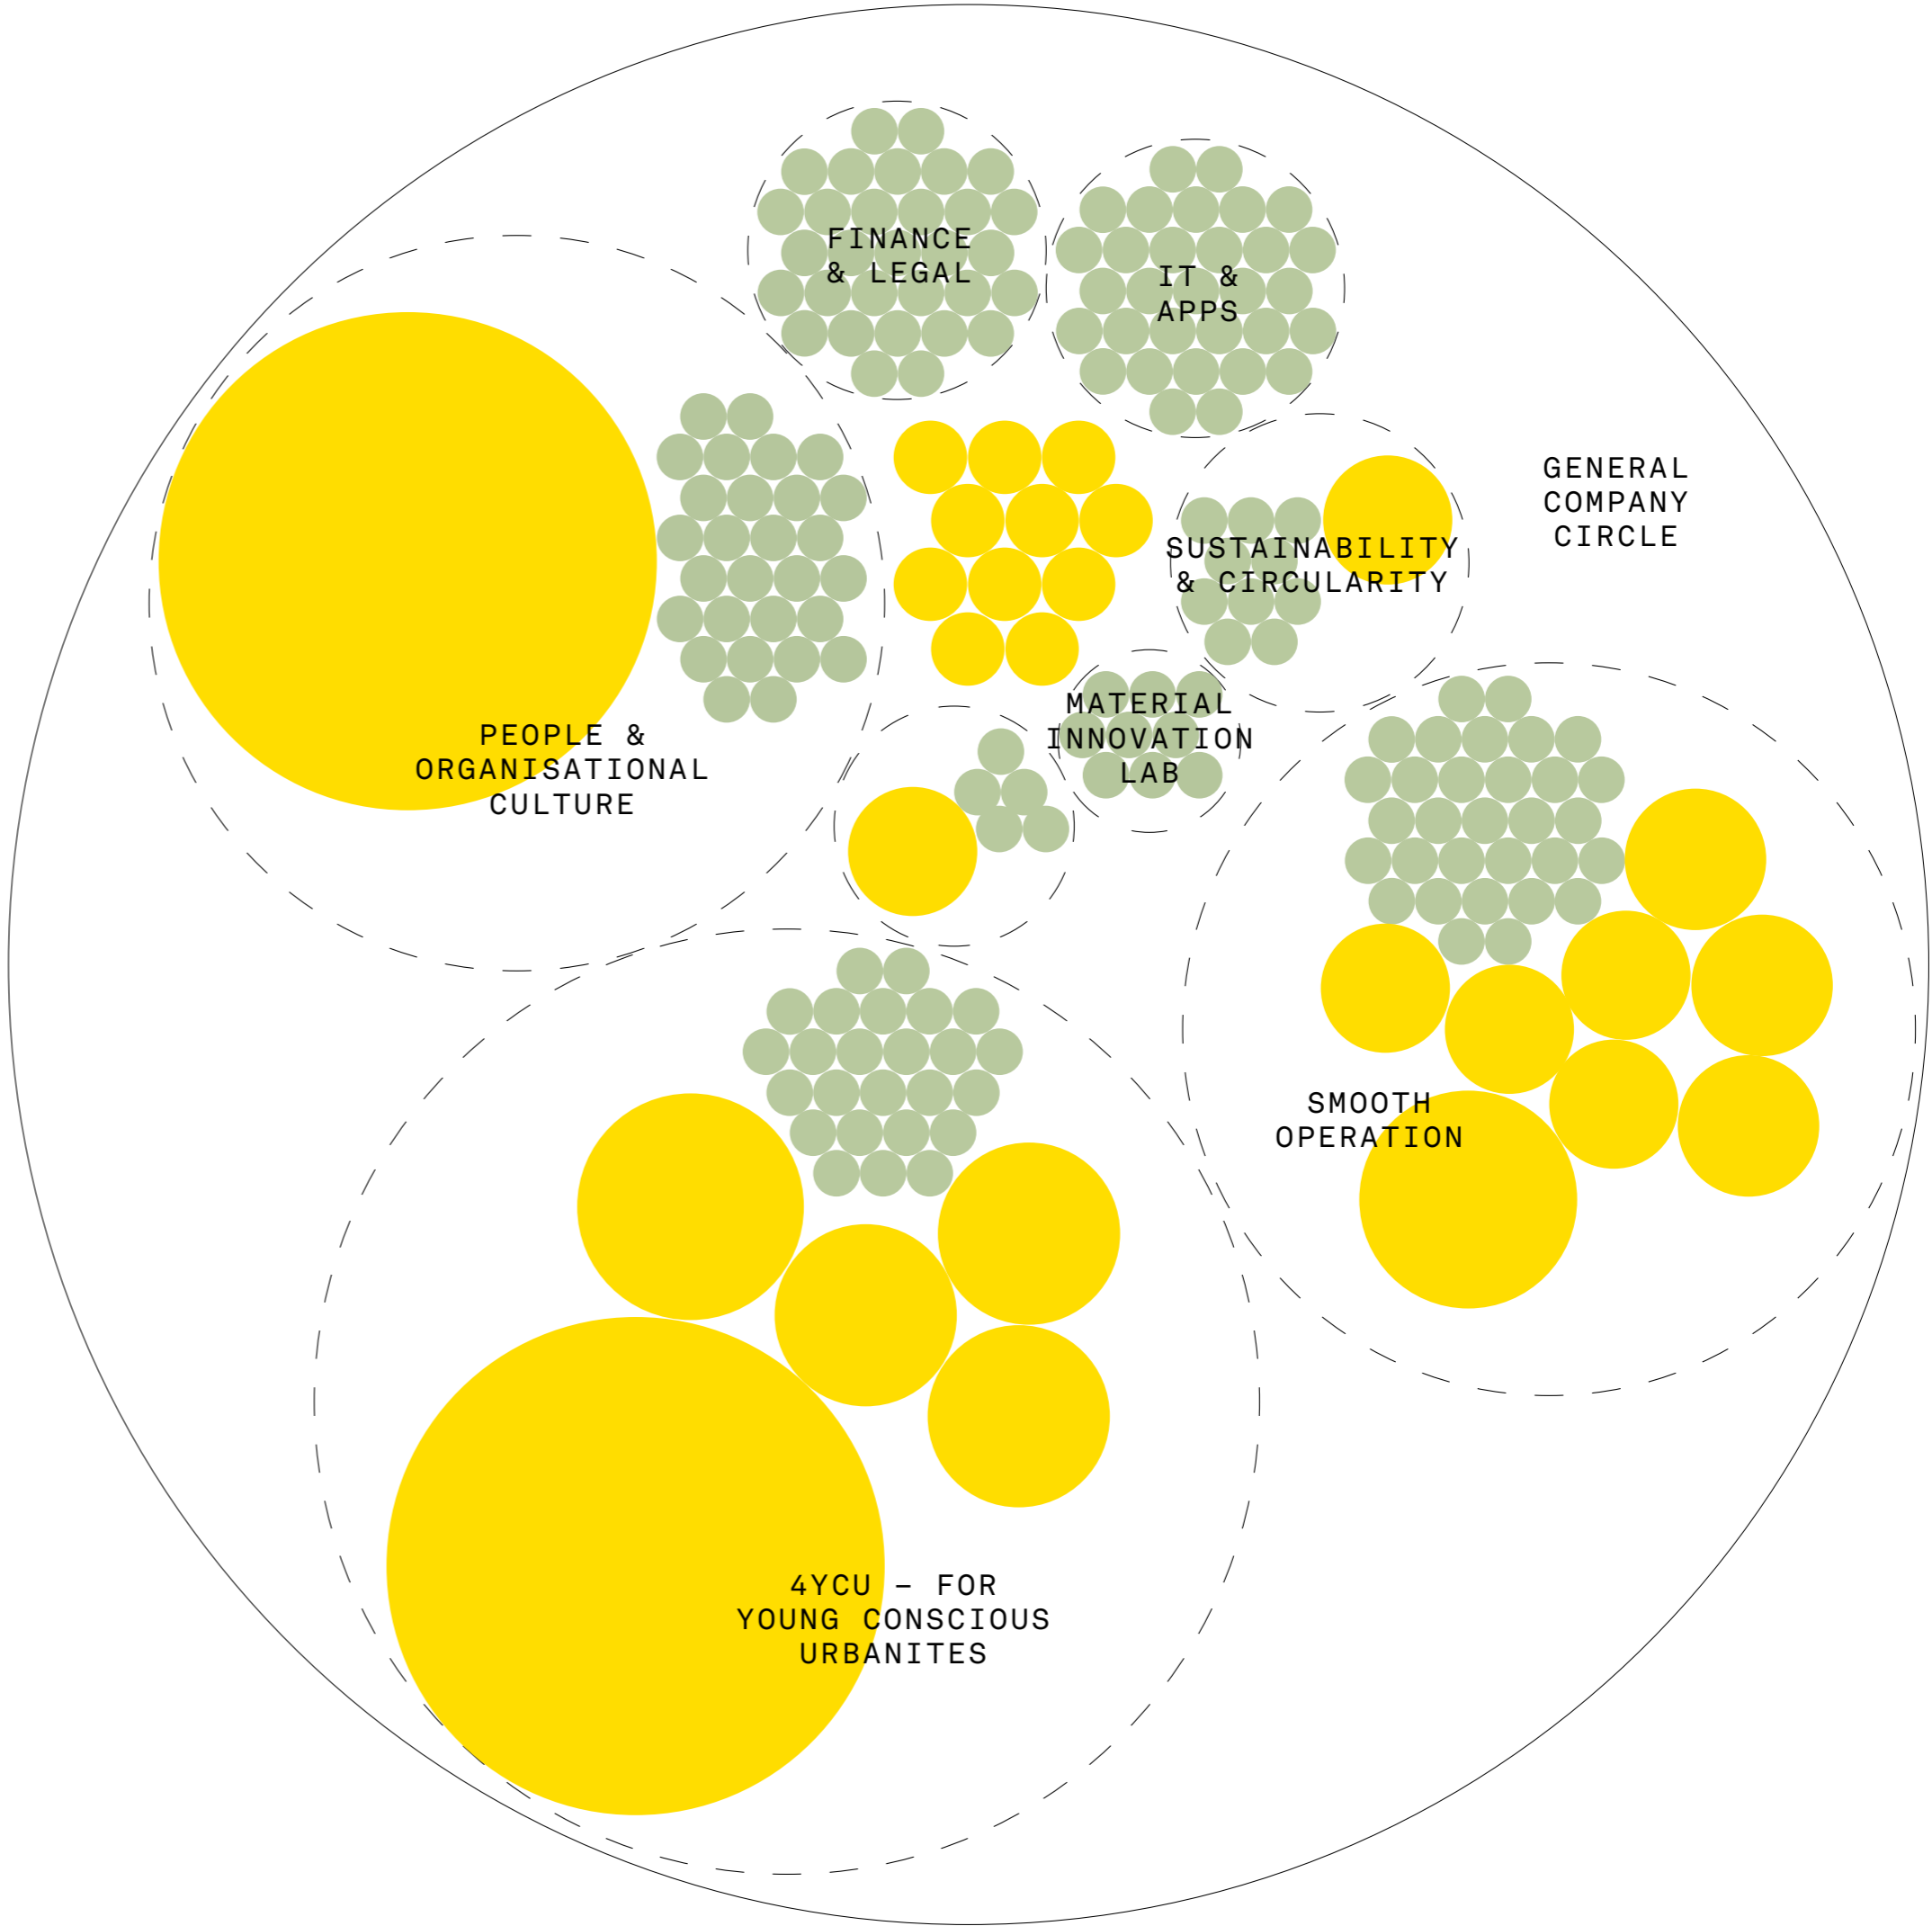 FINANCE
& LEGAL
IT &
APPS
GENERAL
COMPANY
CIRCLE
SUSTAINABILITY
& CIRCULARITY
MATERIAL
INNOVATION
LAB
PEOPLE &
ORGANISATIONAL
CULTURE
SMOOTH
OPERATION
4YCU – FOR
YOUNG CONSCIOUS
URBANITES